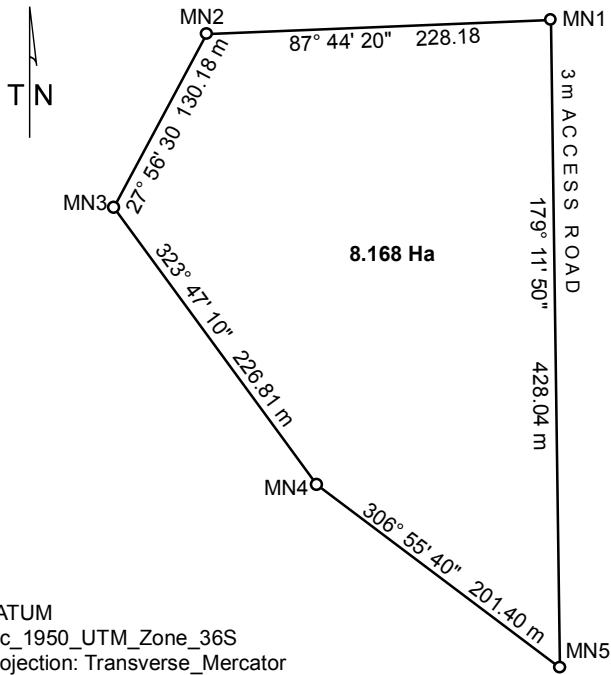 MN2
MN1
87° 44' 20" 228.18
T N
27° 56' 30 130.18 m
3 m ACCESS ROAD
MN3
179° 11' 50" 428.04 m
8.168 Ha
323° 47' 10" 226.81 m
MN4
306° 55' 40" 201.40 m
MN5
ATUM
c_1950_UTM_Zone_36S
ojection: Transverse_Mercator